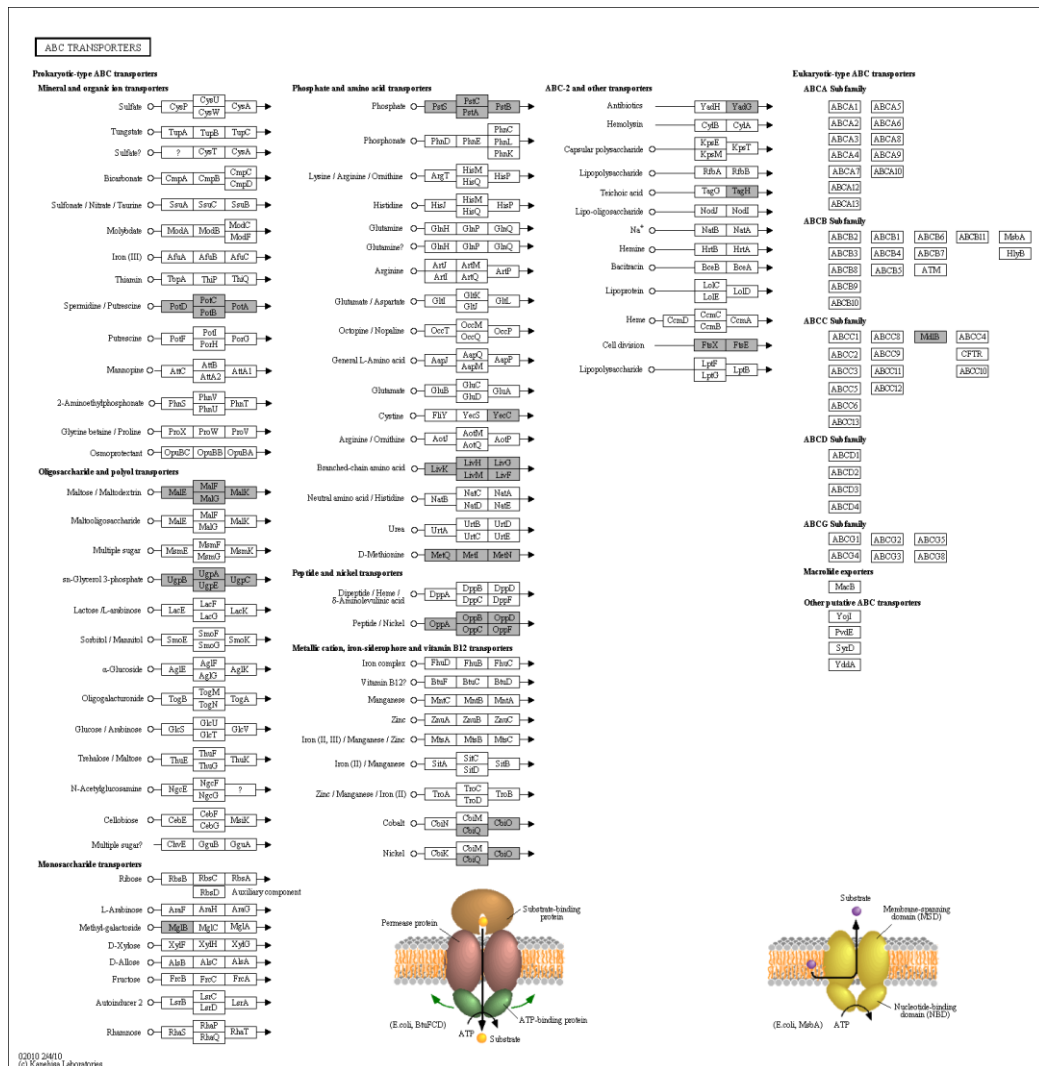 ABC TRANSPORTERS
Prokaryotic-type ABC transporters
Mineral and organic ion transporters
Sulfate CysP CysU CysW CysA
Tungstate TupA TupB TupC
Sulfate? ? CysT CysA
Bicarbonate CmpA CmpB CmpC CmpD
Sulfonate / Nitrate / Taurine SsuA SsuC SsuB
Molybdate ModA ModB ModC ModF
Iron (III) AfuA AfuB AfuC
Thiamin TbpA ThiP ThiQ
Spermidine / Putrescine PotD PotC PotB PotA
Putrescine PotF PotI PotH PotG
Mannopine AttC AttB AttA2 AttA1
2-Aminoethylphosphonate PhnS PhnV PhnU PhnT
Glycine betaine / Proline ProX ProW ProV
Osmoprotectant OpuBC OpuBB OpuBA
Oligosaccharide and polyol transporters
Maltose / Maltodextrin MalE MalF MalG MalK
Maltooligosaccharide MalE MalF MalG MalK
Multiple sugar MsmE MsmF MsmG MsmK
sn-Glycerol 3-phosphate UgpB UgpA UgpE UgpC
Lactose /L-arabinose LacE LacF LacG LacK
Sorbitol / Mannitol SmoE SmoF SmoG SmoK
α-Glucoside AglE AglF AglG AglK
Oligogalacturonide TogB TogM TogN TogA
Glucose / Arabinose GlcS GlcU GlcT GlcV
Trehalose / Maltose ThuE ThuF ThuG ThuK
N-Acetylglucosamine NgcE NgcF NgcG ?
Cellobiose CebE CebF CebG MsiK
Multiple sugar? ChvE GguB GguA
Monosaccharide transporters
Ribose RbsB RbsC RbsA
RbsD Auxiliary component
L-Arabinose AraF AraH AraG
Methyl-galactoside MglB MglC MglA
D-Xylose XylF XylH XylG
D-Allose AlsB AlsC AlsA
Fructose FrcB FrcC FrcA
Autoinducer 2 LsrB LsrC LsrD LsrA
Rhamnose RhaS RhaP RhaQ RhaT
02010 2/4/10
(c) Kanehisa Laboratories
Phosphate and amino acid transporters
Phosphate PstS PstC PstA PstB
Phosphonate PhnD PhnE PhnC PhnL PhnK
Lysine / Arginine / Ornithine ArgT HisM HisQ HisP
Histidine HisJ HisM HisQ HisP
Glutamine GlnH GlnP GlnQ
Glutamine? GlnH GlnP GlnQ
Arginine ArtJ ArtI ArtM ArtQ ArtP
Glutamate / Aspartate GltI GltK GltJ GltL
Octopine / Nopaline OccT OccM OccQ OccP
General L-Amino acid AapJ AapQ AapM AapP
Glutamate GluB GluC GluD GluA
Cystine FliY YecS YecC
Arginine / Ornithine AotJ AotM AotQ AotP
Branched-chain amino acid LivK LivH LivM LivG LivF
Neutral amino acid / Histidine NatB NatC NatD NatA NatE
Urea UrtA UrtB UrtC UrtD UrtE
D-Methionine MetQ MetI MetN
Peptide and nickel transporters
Dipeptide / Heme / δ-Aminolevulinic acid DppA DppB DppC DppD DppF
Peptide / Nickel OppA OppB OppC OppD OppF
Metallic cation, iron-siderophore and vitamin B12 transporters
Iron complex FhuD FhuB FhuC
Vitamin B12? BtuF BtuC BtuD
Manganese MntC MntB MntA
Zinc ZnuA ZnuB ZnuC
Iron (II, III) / Manganese / Zinc MtsA MtsB MtsC
Iron (II) / Manganese SitA SitC SitD SitB
Zinc / Manganese / Iron (II) TroA TroC TroD TroB
Cobalt CbiN CbiM CbiQ CbiO
Nickel CbiK CbiM CbiQ CbiO
ABC-2 and other transporters
Antibiotics YadH YadG
Hemolysin CylB CylA
Capsular polysaccharide KpsE KpsM KpsT
Lipopolysaccharide RfbA RfbB
Teichoic acid TagG TagH
Lipo-oligosaccharide NodJ NodI
Na+ NatB NatA
Hemine HrtB HrtA
Bacitracin BceB BceA
Lipoprotein LolC LolE LolD
Heme CcmD CcmC CcmB CcmA
Cell division FtsX FtsE
Lipopolysaccharide LptF LptG LptB
Eukaryotic-type ABC transporters
ABCA Subfamily
ABCA1 ABCA5
ABCA2 ABCA6
ABCA3 ABCA8
ABCA4 ABCA9
ABCA7 ABCA10
ABCA12
ABCA13
ABCB Subfamily
ABCB2 ABCB1 ABCB6 ABCB11 MsbA
ABCB3 ABCB4 ABCB7 HlyB
ABCB8 ABCB5 ATM
ABCB9
ABCB10
ABCC Subfamily
ABCC1 ABCC8 MdlB ABCC4
ABCC2 ABCC9 CFTR
ABCC3 ABCC11 ABCC10
ABCC5 ABCC12
ABCC6
ABCC13
ABCD Subfamily
ABCD1
ABCD2
ABCD3
ABCD4
ABCG Subfamily
ABCG1 ABCG2 ABCG5
ABCG4 ABCG3 ABCG8
Macrolide exporters
MacB
Other putative ABC transporters
YojI
PvdE
SyrD
YddA
Substrate-binding protein
Permease protein
ATP-binding protein
(E.coli, BtuFCD)
ATP
Substrate
Substrate
Membrane-spanning domain (MSD)
Nucleotide-binding domain (NBD)
(E.coli, MsbA)
ATP